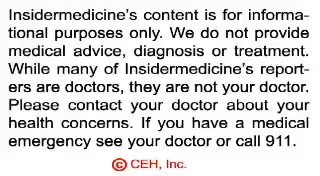 Insidermedicine's content is for informa-
tional purposes only. We do not provide
medical advice, diagnosis or treatment.
While many of Insidermedicine's report-
ers are doctors, they are not your doctor.
Please contact your doctor about your
health concerns. If you have a medical
emergency see your doctor or call 911.
© CEH, Inc.